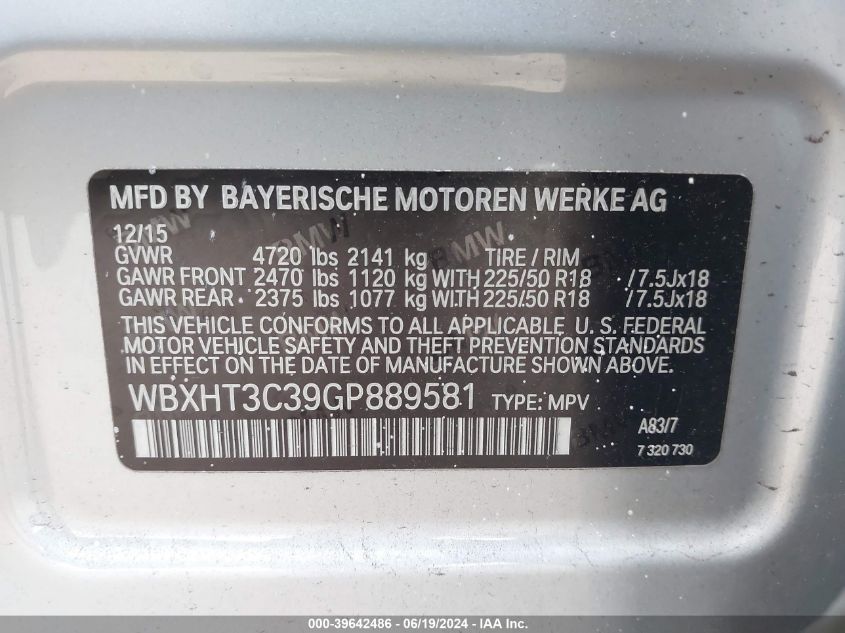 MFD BY BAYERISCHE MOTOREN WERKE AG
12/15
GVWR 4720 lbs 2141 kg TIRE / RIM
GAWR FRONT 2470 lbs 1120 kg WITH 225/50 R18 /7.5Jx18
GAWR REAR 2375 lbs 1077 kg WITH 225/50 R18 /7.5Jx18
THIS VEHICLE CONFORMS TO ALL APPLICABLE U. S. FEDERAL
MOTOR VEHICLE SAFETY AND THEFT PREVENTION STANDARDS
IN EFFECT ON THE DATE OF MANUFACTURE SHOWN ABOVE.
WBXHT3C39GP889581 TYPE: MPV
A83/7
7 320 730
000-39642486 - 06/19/2024 - IAAI Inc.